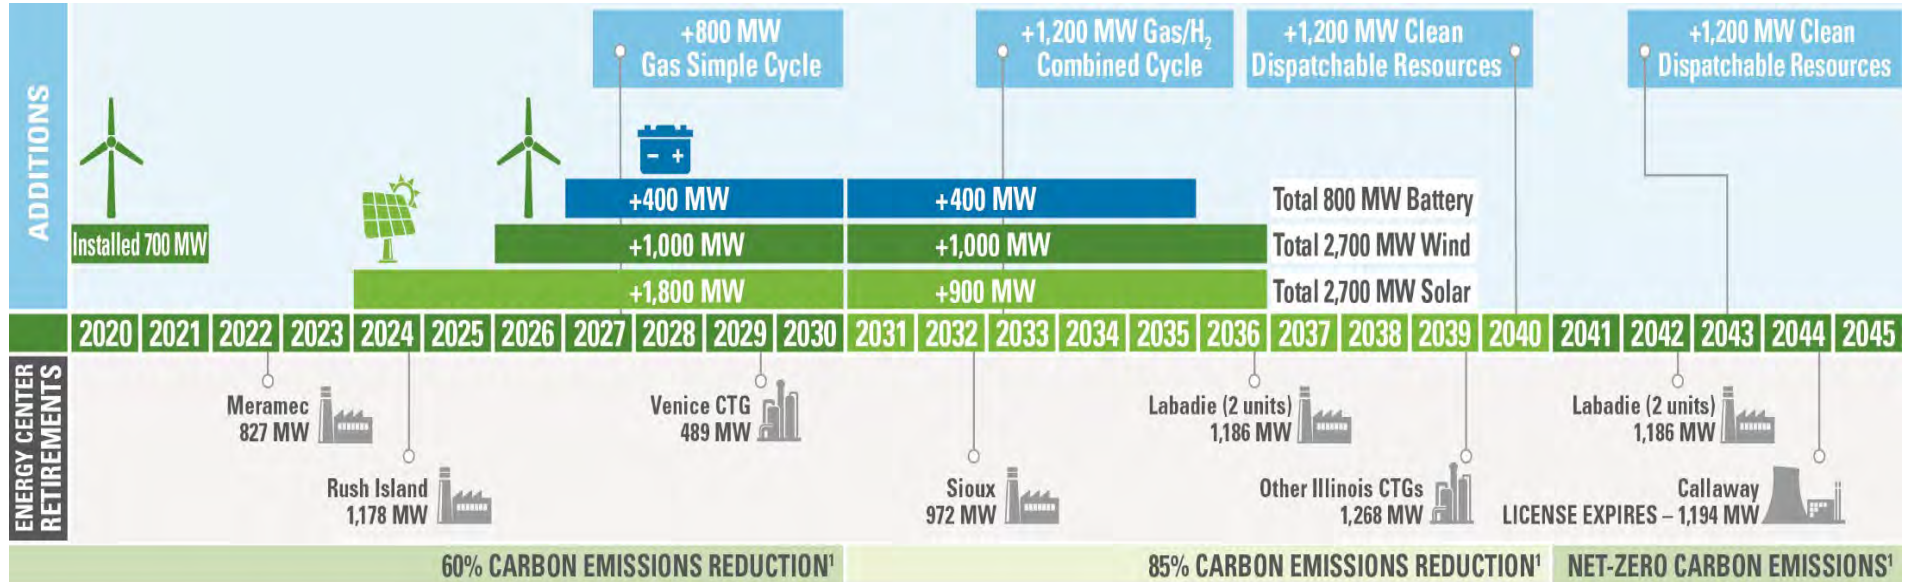 ADDITIONS
+800 MW
Gas Simple Cycle
+1,200 MW Gas/H₂
Combined Cycle
+1,200 MW Clean
Dispatchable Resources
+1,200 MW Clean
Dispatchable Resources
- +
+400 MW
+400 MW
Total 800 MW Battery
Installed 700 MW
+1,000 MW
+1,000 MW
Total 2,700 MW Wind
+1,800 MW
+900 MW
Total 2,700 MW Solar
2020 2021 2022 2023 2024 2025 2026 2027 2028 2029 2030 2031 2032 2033 2034 2035 2036 2037 2038 2039 2040 2041 2042 2043 2044 2045
ENERGY CENTER
RETIREMENTS
Meramec
827 MW
Rush Island
1,178 MW
Venice CTG
489 MW
Sioux
972 MW
Labadie (2 units)
1,186 MW
Other Illinois CTGs
1,268 MW
Labadie (2 units)
1,186 MW
Callaway
LICENSE EXPIRES – 1,194 MW
60% CARBON EMISSIONS REDUCTION¹
85% CARBON EMISSIONS REDUCTION¹
NET-ZERO CARBON EMISSIONS¹